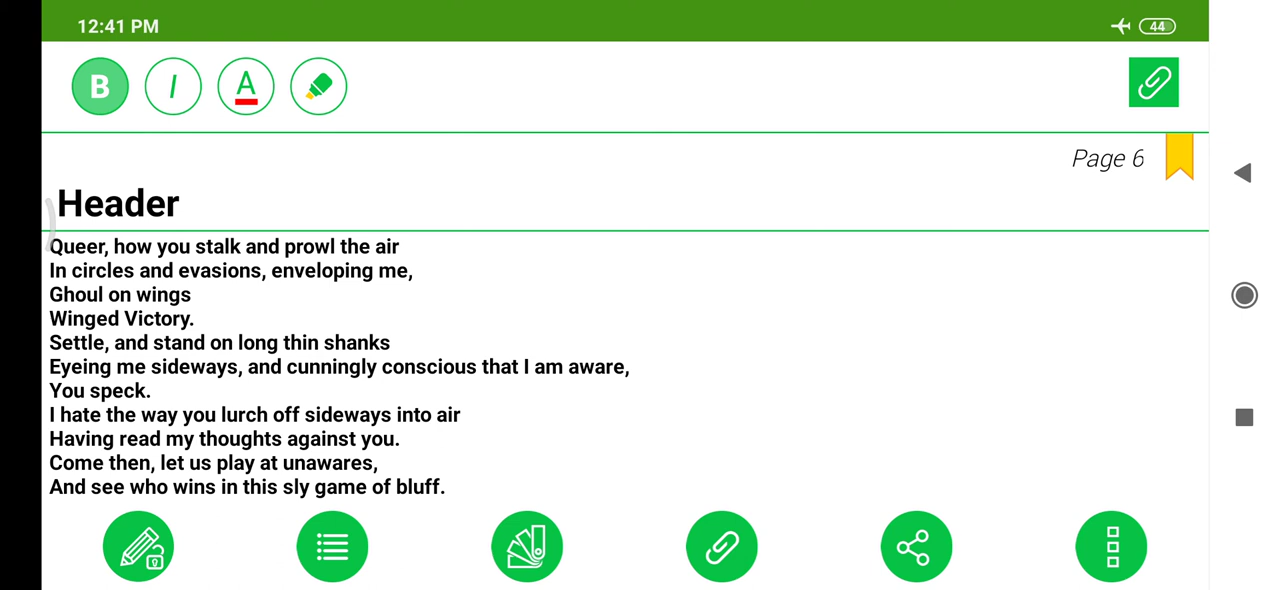 12:41 PM
44
B
I
A
Page 6
Header
Queer, how you stalk and prowl the air
In circles and evasions, enveloping me,
Ghoul on wings
Winged Victory.
Settle, and stand on long thin shanks
Eyeing me sideways, and cunningly conscious that I am aware,
You speck.
I hate the way you lurch off sideways into air
Having read my thoughts against you.
Come then, let us play at unawares,
And see who wins in this sly game of bluff.